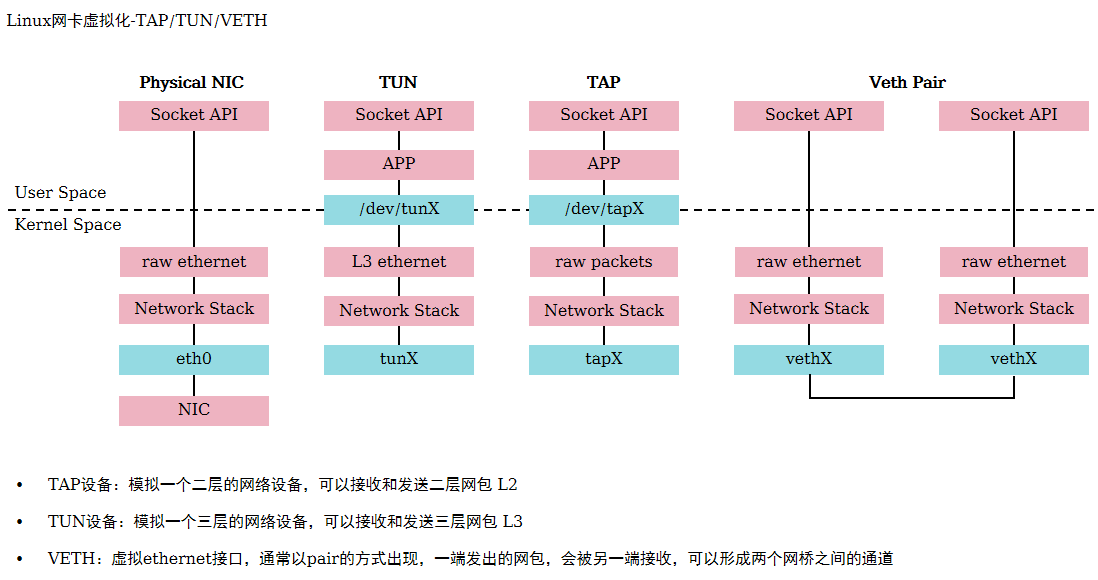 Linux网卡虚拟化-TAP/TUN/VETH
Physical NIC TUN TAP Veth Pair
Socket API Socket API Socket API Socket API Socket API
APP APP
User Space
/dev/tunX /dev/tapX
Kernel Space
raw ethernet L3 ethernet raw packets raw ethernet raw ethernet
Network Stack Network Stack Network Stack Network Stack Network Stack
eth0 tunX tapX vethX vethX
NIC
• TAP设备：模拟一个二层的网络设备，可以接收和发送二层网包 L2
• TUN设备：模拟一个三层的网络设备，可以接收和发送三层网包 L3
• VETH：虚拟ethernet接口，通常以pair的方式出现，一端发出的网包，会被另一端接收，可以形成两个网桥之间的通道